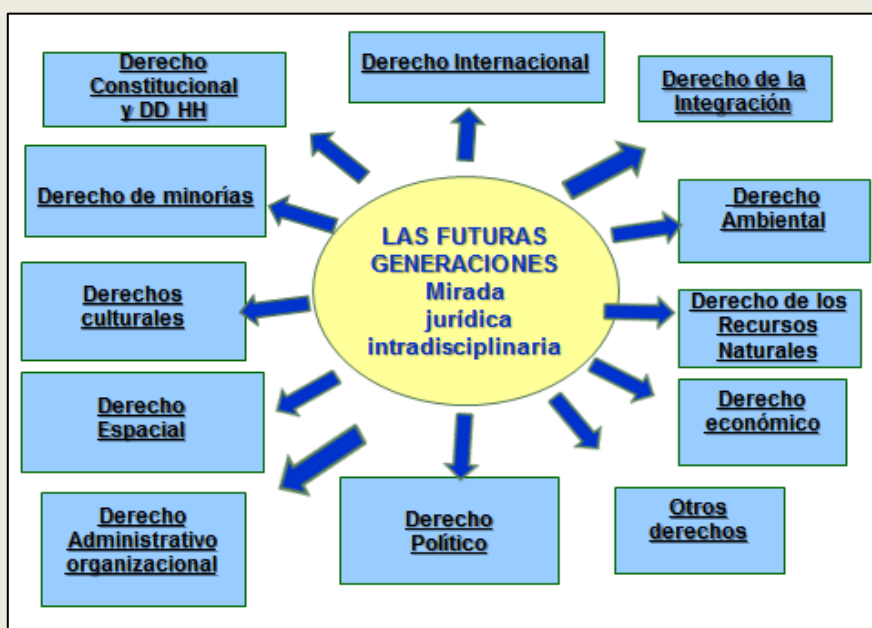 Derecho
Constitucional
y DD HH
Derecho Internacional
Derecho de la
Integración
Derecho de minorías
Derecho
Ambiental
LAS FUTURAS
GENERACIONES
Mirada
jurídica
intradisciplinaria
Derechos
culturales
Derecho de los
Recursos
Naturales
Derecho
Espacial
Derecho
económico
Derecho
Administrativo
organizacional
Derecho
Político
Otros
derechos